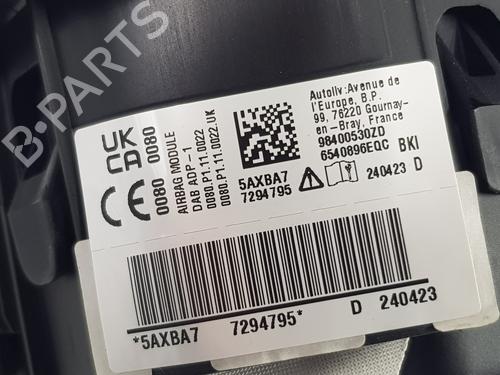 B-PARTS
UK
CA
0080
CE
0080
AIRBAG MODULE
DAB ADP - 1
0080.P1.11.0022
0080.P1.11.0022.UK
5AXBA7
7294795
Autoliv:Avenue de
l'Europe, B.P.
99, 76220 Gournay-
en-Bray, France
98400530ZD
6540896EQC BKI
240423 D
*5AXBA7 7294795* D 240423